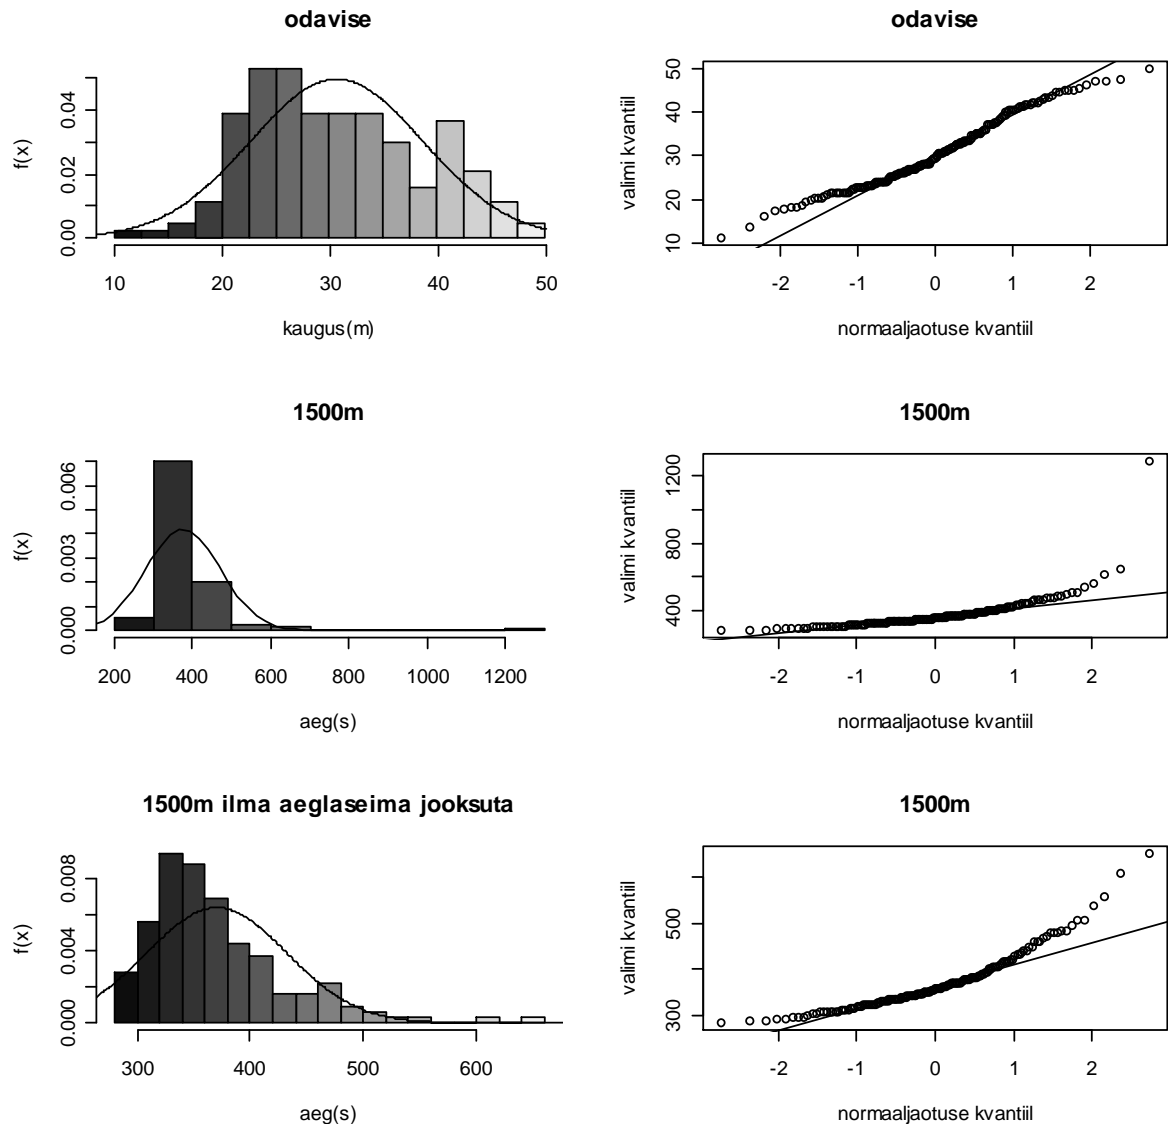 odavise
f(x)
0.00 0.02 0.04
10 20 30 40 50
kaugus(m)
odavise
valimi kvantiil
10 20 30 40 50
-2 -1 0 1 2
normaaljaotuse kvantiil
1500m
f(x)
0.000 0.003 0.006
200 400 600 800 1000 1200
aeg(s)
1500m
valimi kvantiil
400 800 1200
-2 -1 0 1 2
normaaljaotuse kvantiil
1500m ilma aeglaseima jooksuta
f(x)
0.000 0.004 0.008
300 400 500 600
aeg(s)
1500m
valimi kvantiil
300 500
-2 -1 0 1 2
normaaljaotuse kvantiil